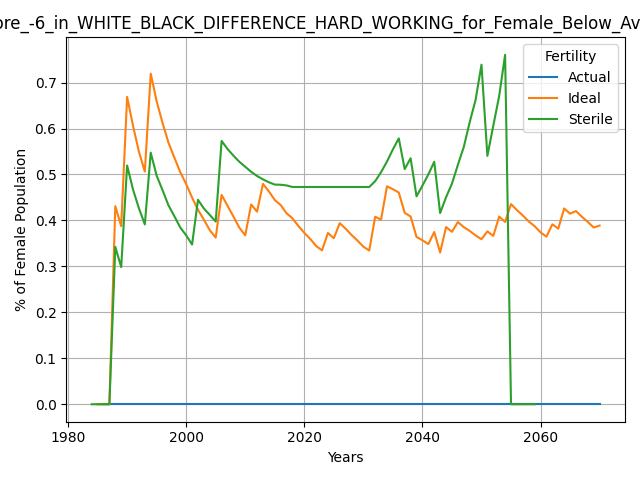 ore_-6_in_WHITE_BLACK_DIFFERENCE_HARD_WORKING_for_Female_Below_Av
Fertility
Actual
Ideal
Sterile
% of Female Population
0.7
0.6
0.5
0.4
0.3
0.2
0.1
0.0
1980
2000
2020
2040
2060
Years